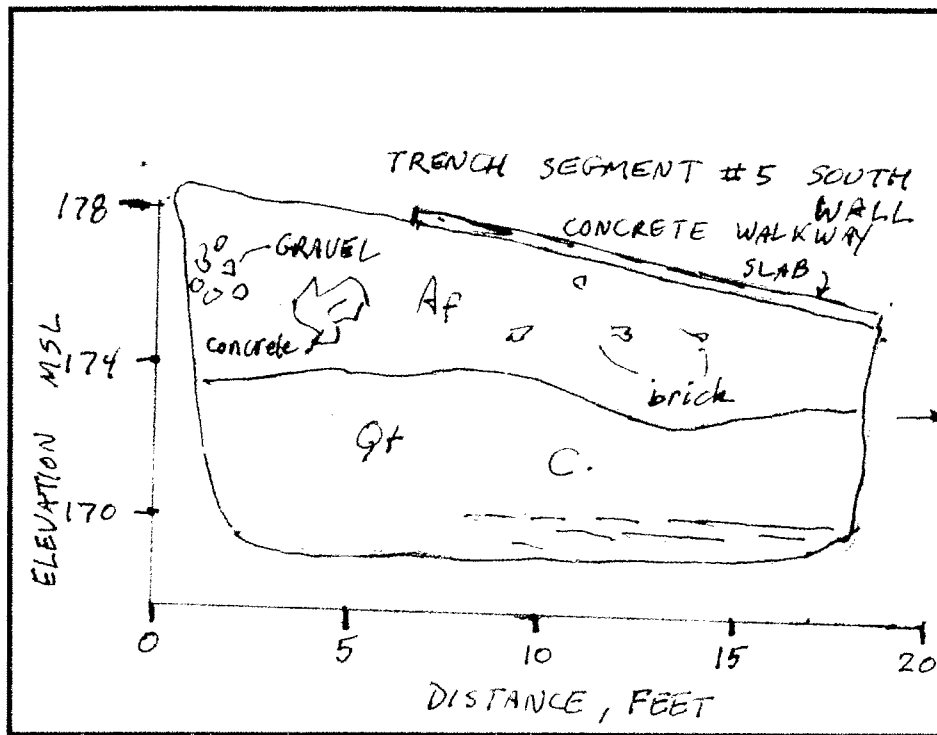 TRENCH SEGMENT #5 SOUTH
WALL
CONCRETE WALKWAY
SLAB
178
GRAVEL
Af
concrete
174
brick
Qt
C.
170
ELEVATION MSL
0 5 10 15 20
DISTANCE, FEET